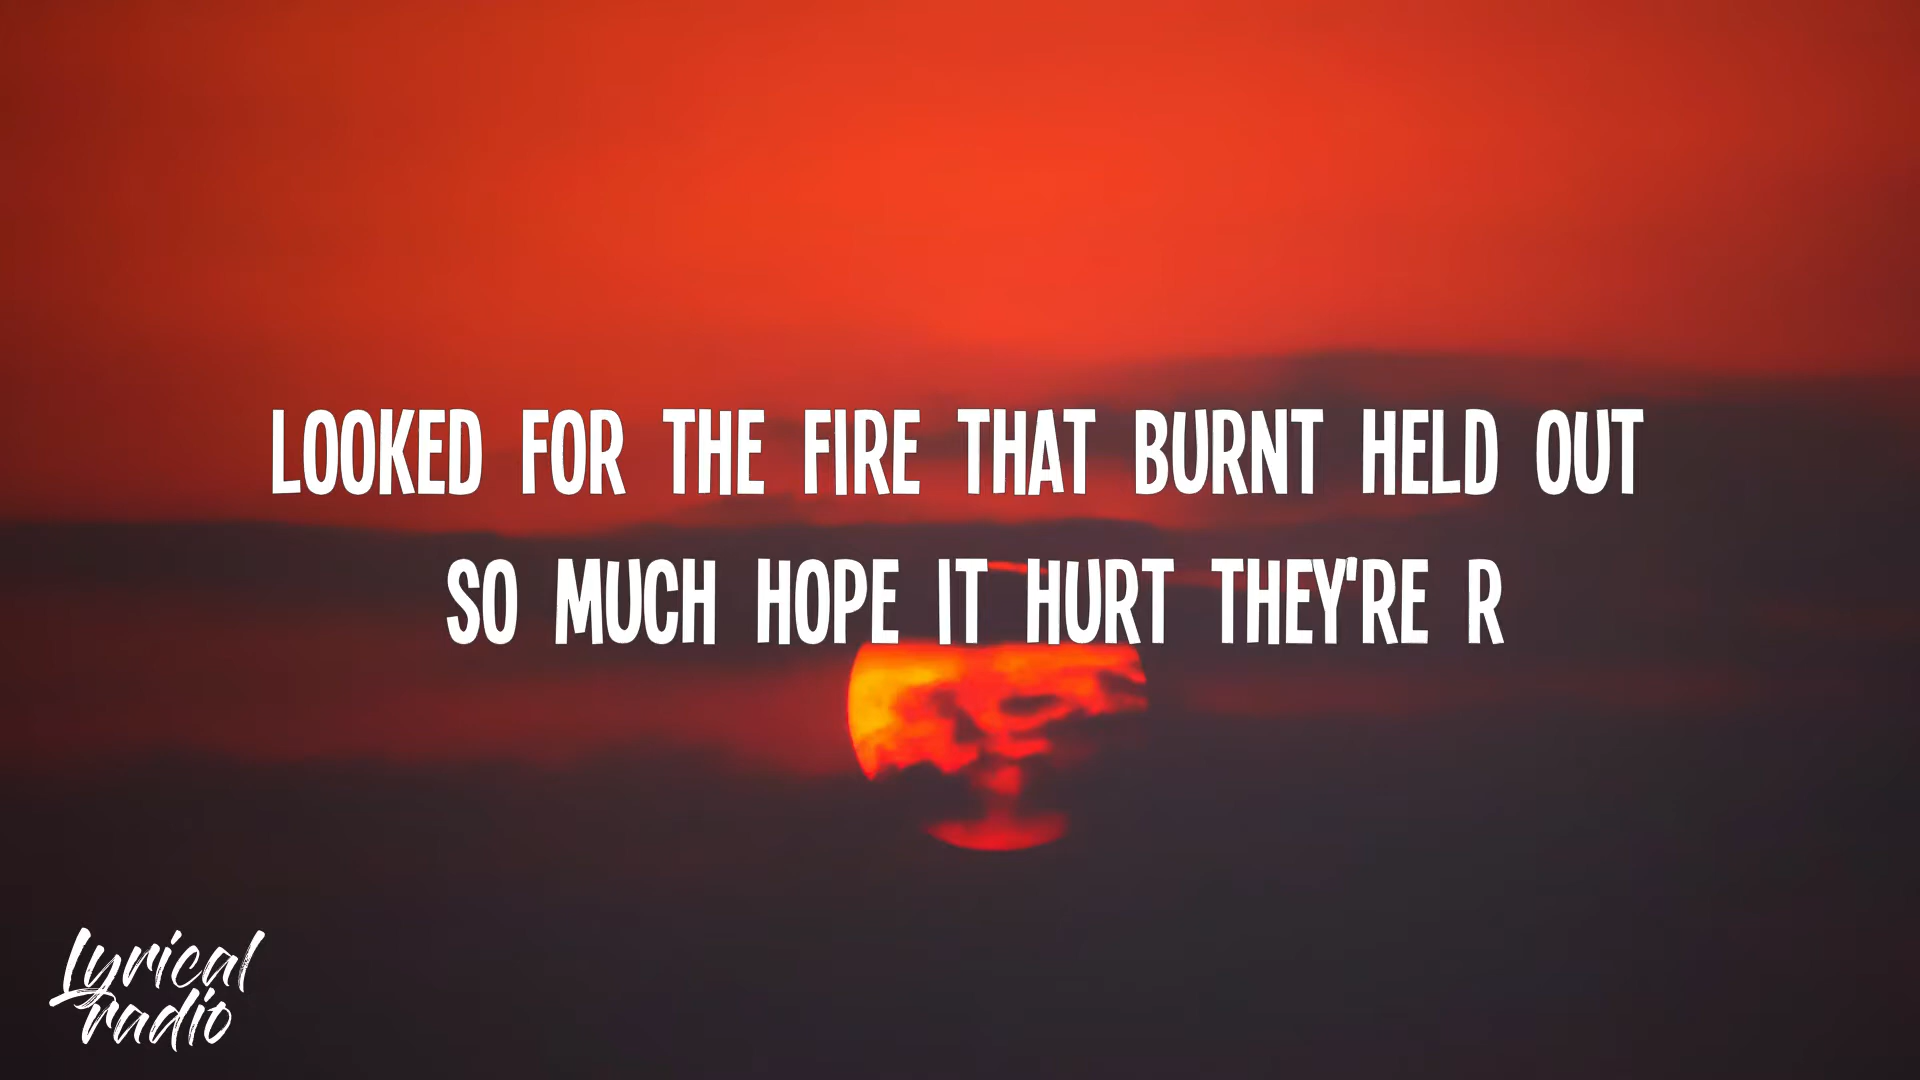 LOOKED FOR THE FIRE THAT BURNT HELD OUT
SO MUCH HOPE IT HURT THEY'RE R
Lyrical
radio